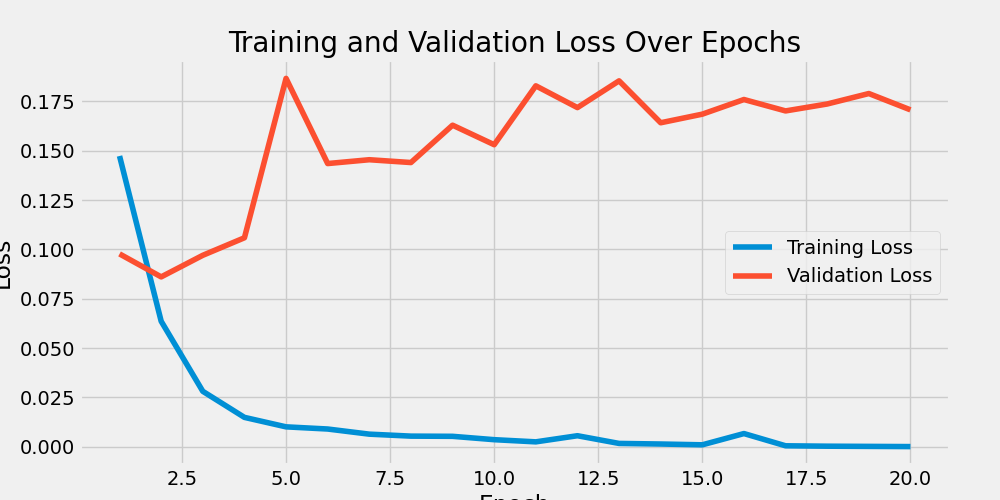 Training and Validation Loss Over Epochs
0.175
0.150
0.125
0.100
0.075
0.050
0.025
0.000
Loss
Training Loss
Validation Loss
2.5 5.0 7.5 10.0 12.5 15.0 17.5 20.0
Epoch